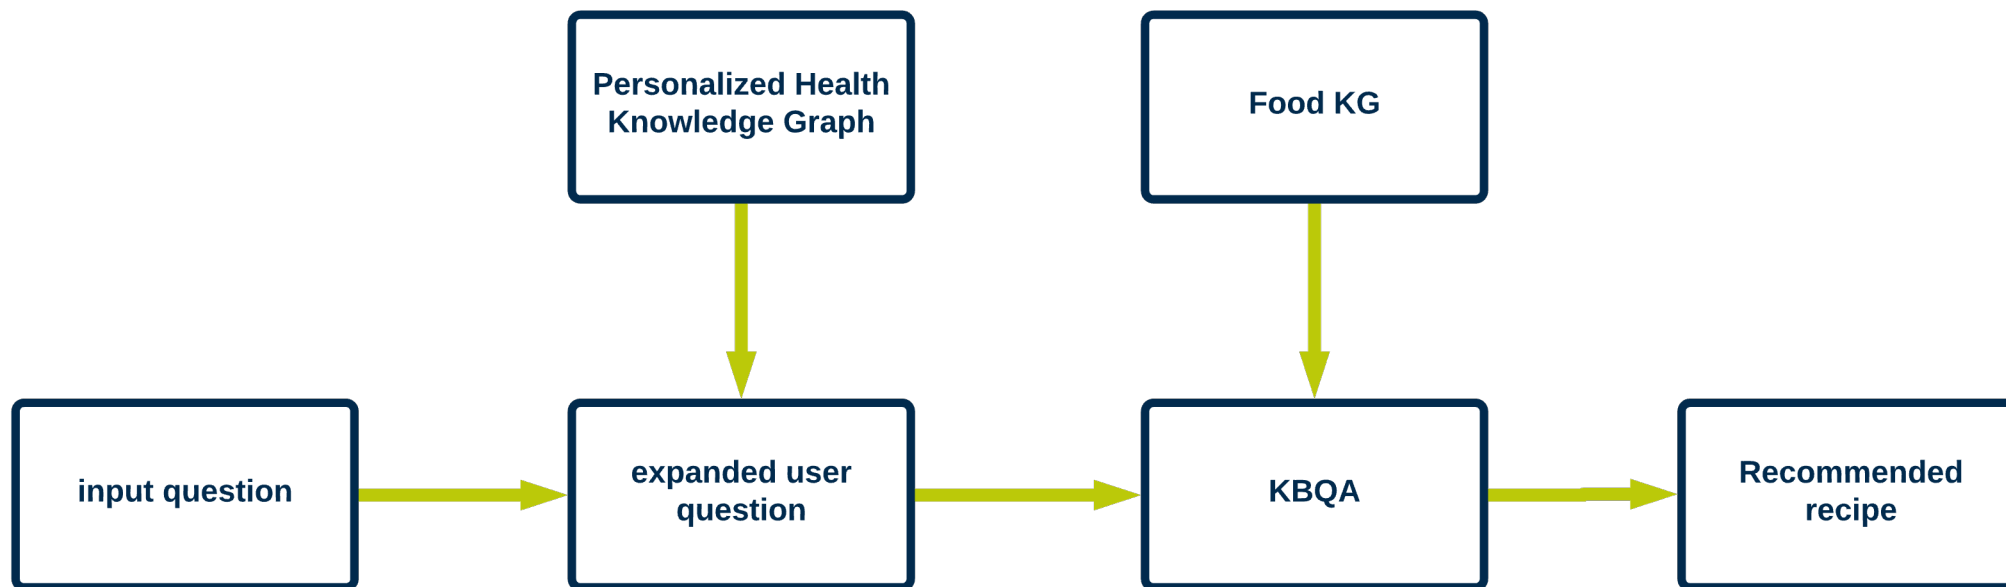 Personalized Health
Knowledge Graph
Food KG
input question
expanded user
question
KBQA
Recommended
recipe